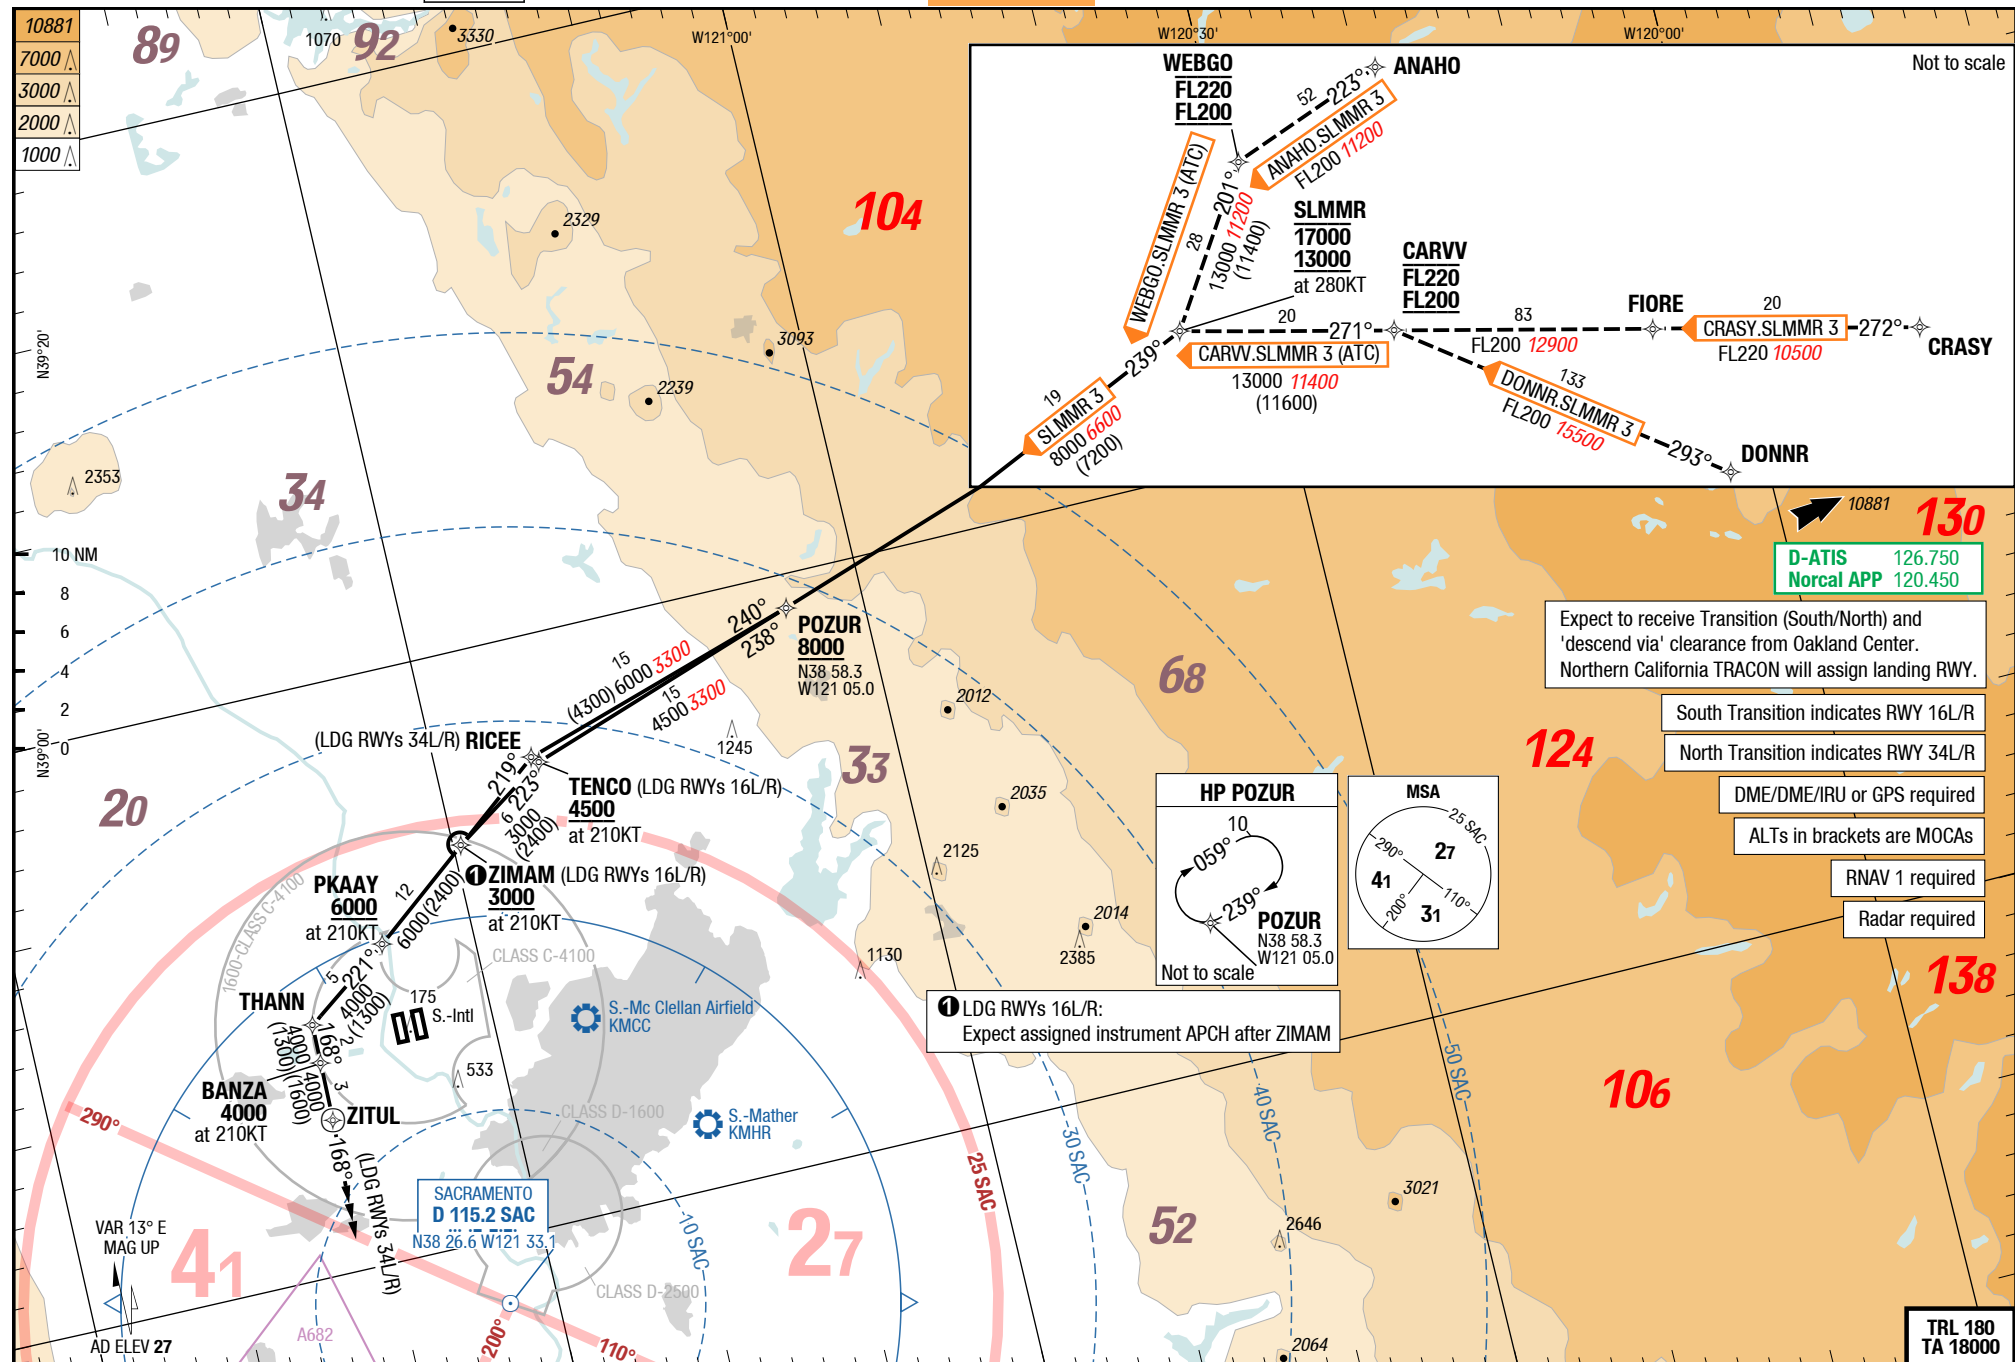 10881
7000
3000
2000
1000
89
1070
92
3330
W121°00'
W120°30'
W120°00'
Not to scale
WEBGO
FL220
FL200
52
223°
ANAHO
ANAHO.SLMMR 3
FL200 11200
WEBGO.SLMMR 3 (ATC)
201°
28
13000 11200
(11400)
SLMMR
17000
13000
at 280KT
CARVV
FL220
FL200
20
271°
CARVV.SLMMR 3 (ATC)
13000 11400
(11600)
83
FL200 12900
FIORE
20
CRASY.SLMMR 3
272°
FL220 10500
CRASY
133
DONNR.SLMMR 3
FL200 15500
293°
DONNR
239°
19
SLMMR 3
8000 6600
(7200)
104
2329
3093
2239
54
N39°20'
2353
34
10 NM
8
6
4
2
0
N39°00'
10881
130
D-ATIS 126.750
Norcal APP 120.450
Expect to receive Transition (South/North) and
'descend via' clearance from Oakland Center.
Northern California TRACON will assign landing RWY.
South Transition indicates RWY 16L/R
North Transition indicates RWY 34L/R
DME/DME/IRU or GPS required
ALTs in brackets are MOCAs
RNAV 1 required
Radar required
240°
238°
POZUR
8000
N38 58.3
W121 05.0
15
(4300) 6000 3300
15
4500 3300
68
2012
1245
33
124
(LDG RWYs 34L/R) RICEE
219°
223°
6
3000
(2400)
TENCO (LDG RWYs 16L/R)
4500
at 210KT
20
2035
2125
2014
2385
1130
HP POZUR
10
059°
239°
POZUR
N38 58.3
W121 05.0
Not to scale
MSA
25 SAC
290°
27
41
110°
200°
31
1 ZIMAM (LDG RWYs 16L/R)
3000
at 210KT
PKAAY
6000
at 210KT
12
6000 (2400)
1600-CLASS C-4100
CLASS C-4100
5
221°
4000
(1300)
THANN
175
S.-Intl
S.-Mc Clellan Airfield
KMCC
1 LDG RWYs 16L/R:
Expect assigned instrument APCH after ZIMAM
138
168°
2
4000
(1300)
BANZA
4000
at 210KT
3
4000
(1600)
ZITUL
168°
(LDG RWYs 34L/R)
533
CLASS D-1600
S.-Mather
KMHR
50 SAC
40 SAC
30 SAC
25 SAC
10 SAC
106
290°
SACRAMENTO
D 115.2 SAC
N38 26.6 W121 33.1
VAR 13° E
MAG UP
41
27
52
3021
2646
CLASS D-2500
A682
AD ELEV 27
200°
110°
2064
TRL 180
TA 18000